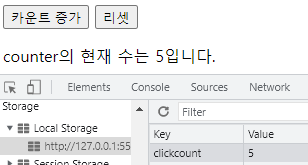 카운트 증가 리셋
counter의 현재 수는 5입니다.
Elements Console Sources
Storage
Filter
Local Storage
Key Value
http://127.0.0.1:55
clickcount 5
Session Storage